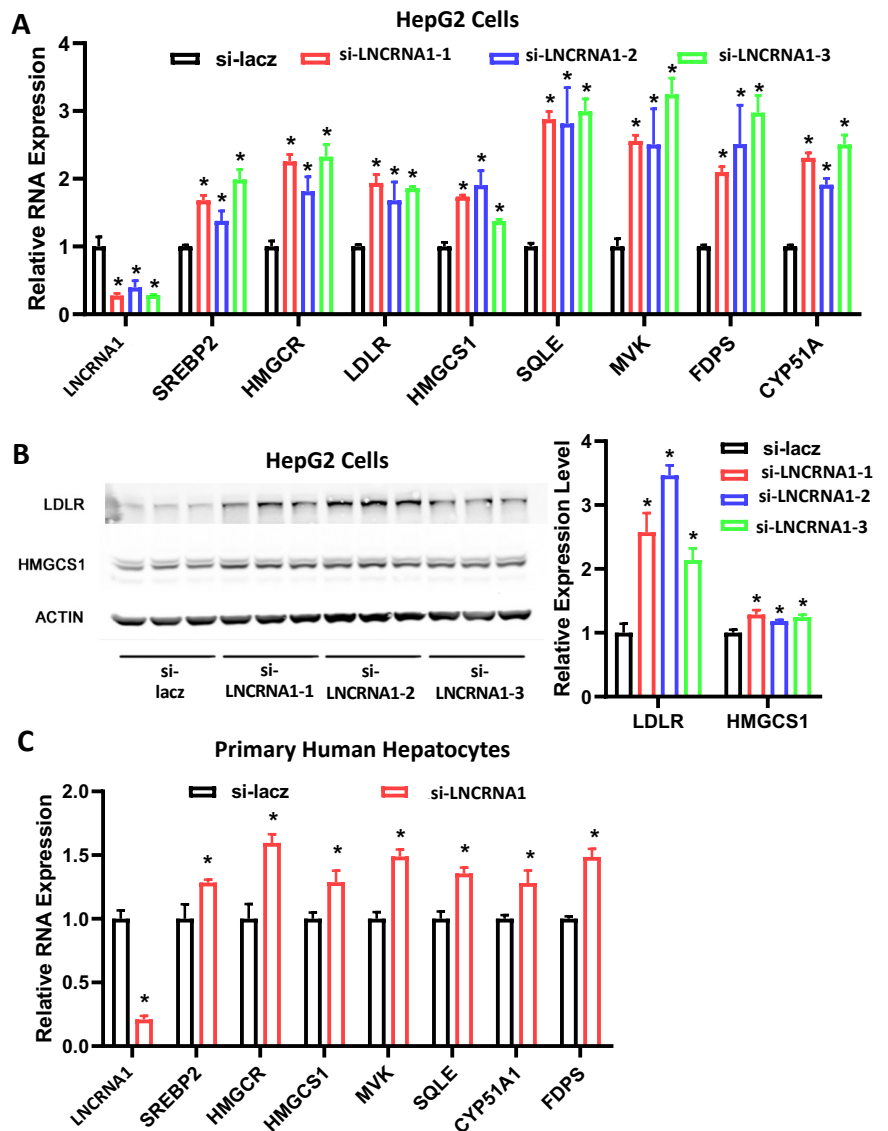 A
HepG2 Cells
si-lacz si-LNCRNA1-1 si-LNCRNA1-2 si-LNCRNA1-3
Relative RNA Expression
4
3
2
1
0
* * * * * * * * * * * * * * * * * * * * * * * * * * *
LNCRNA1 SREBP2 HMGCR LDLR HMGCS1 SQLE MVK FDPS CYP51A
B
HepG2 Cells
LDLR
HMGCS1
ACTIN
si-
lacz
si-
LNCRNA1-1
si-
LNCRNA1-2
si-
LNCRNA1-3
Relative Expression Level
4
3
2
1
0
si-lacz
si-LNCRNA1-1
si-LNCRNA1-2
si-LNCRNA1-3
* * * * * *
LDLR HMGCS1
C
Primary Human Hepatocytes
si-lacz si-LNCRNA1
Relative RNA Expression
2.0
1.5
1.0
0.5
0.0
* * * * * * * *
LNCRNA1 SREBP2 HMGCR HMGCS1 MVK SQLE CYP51A1 FDPS